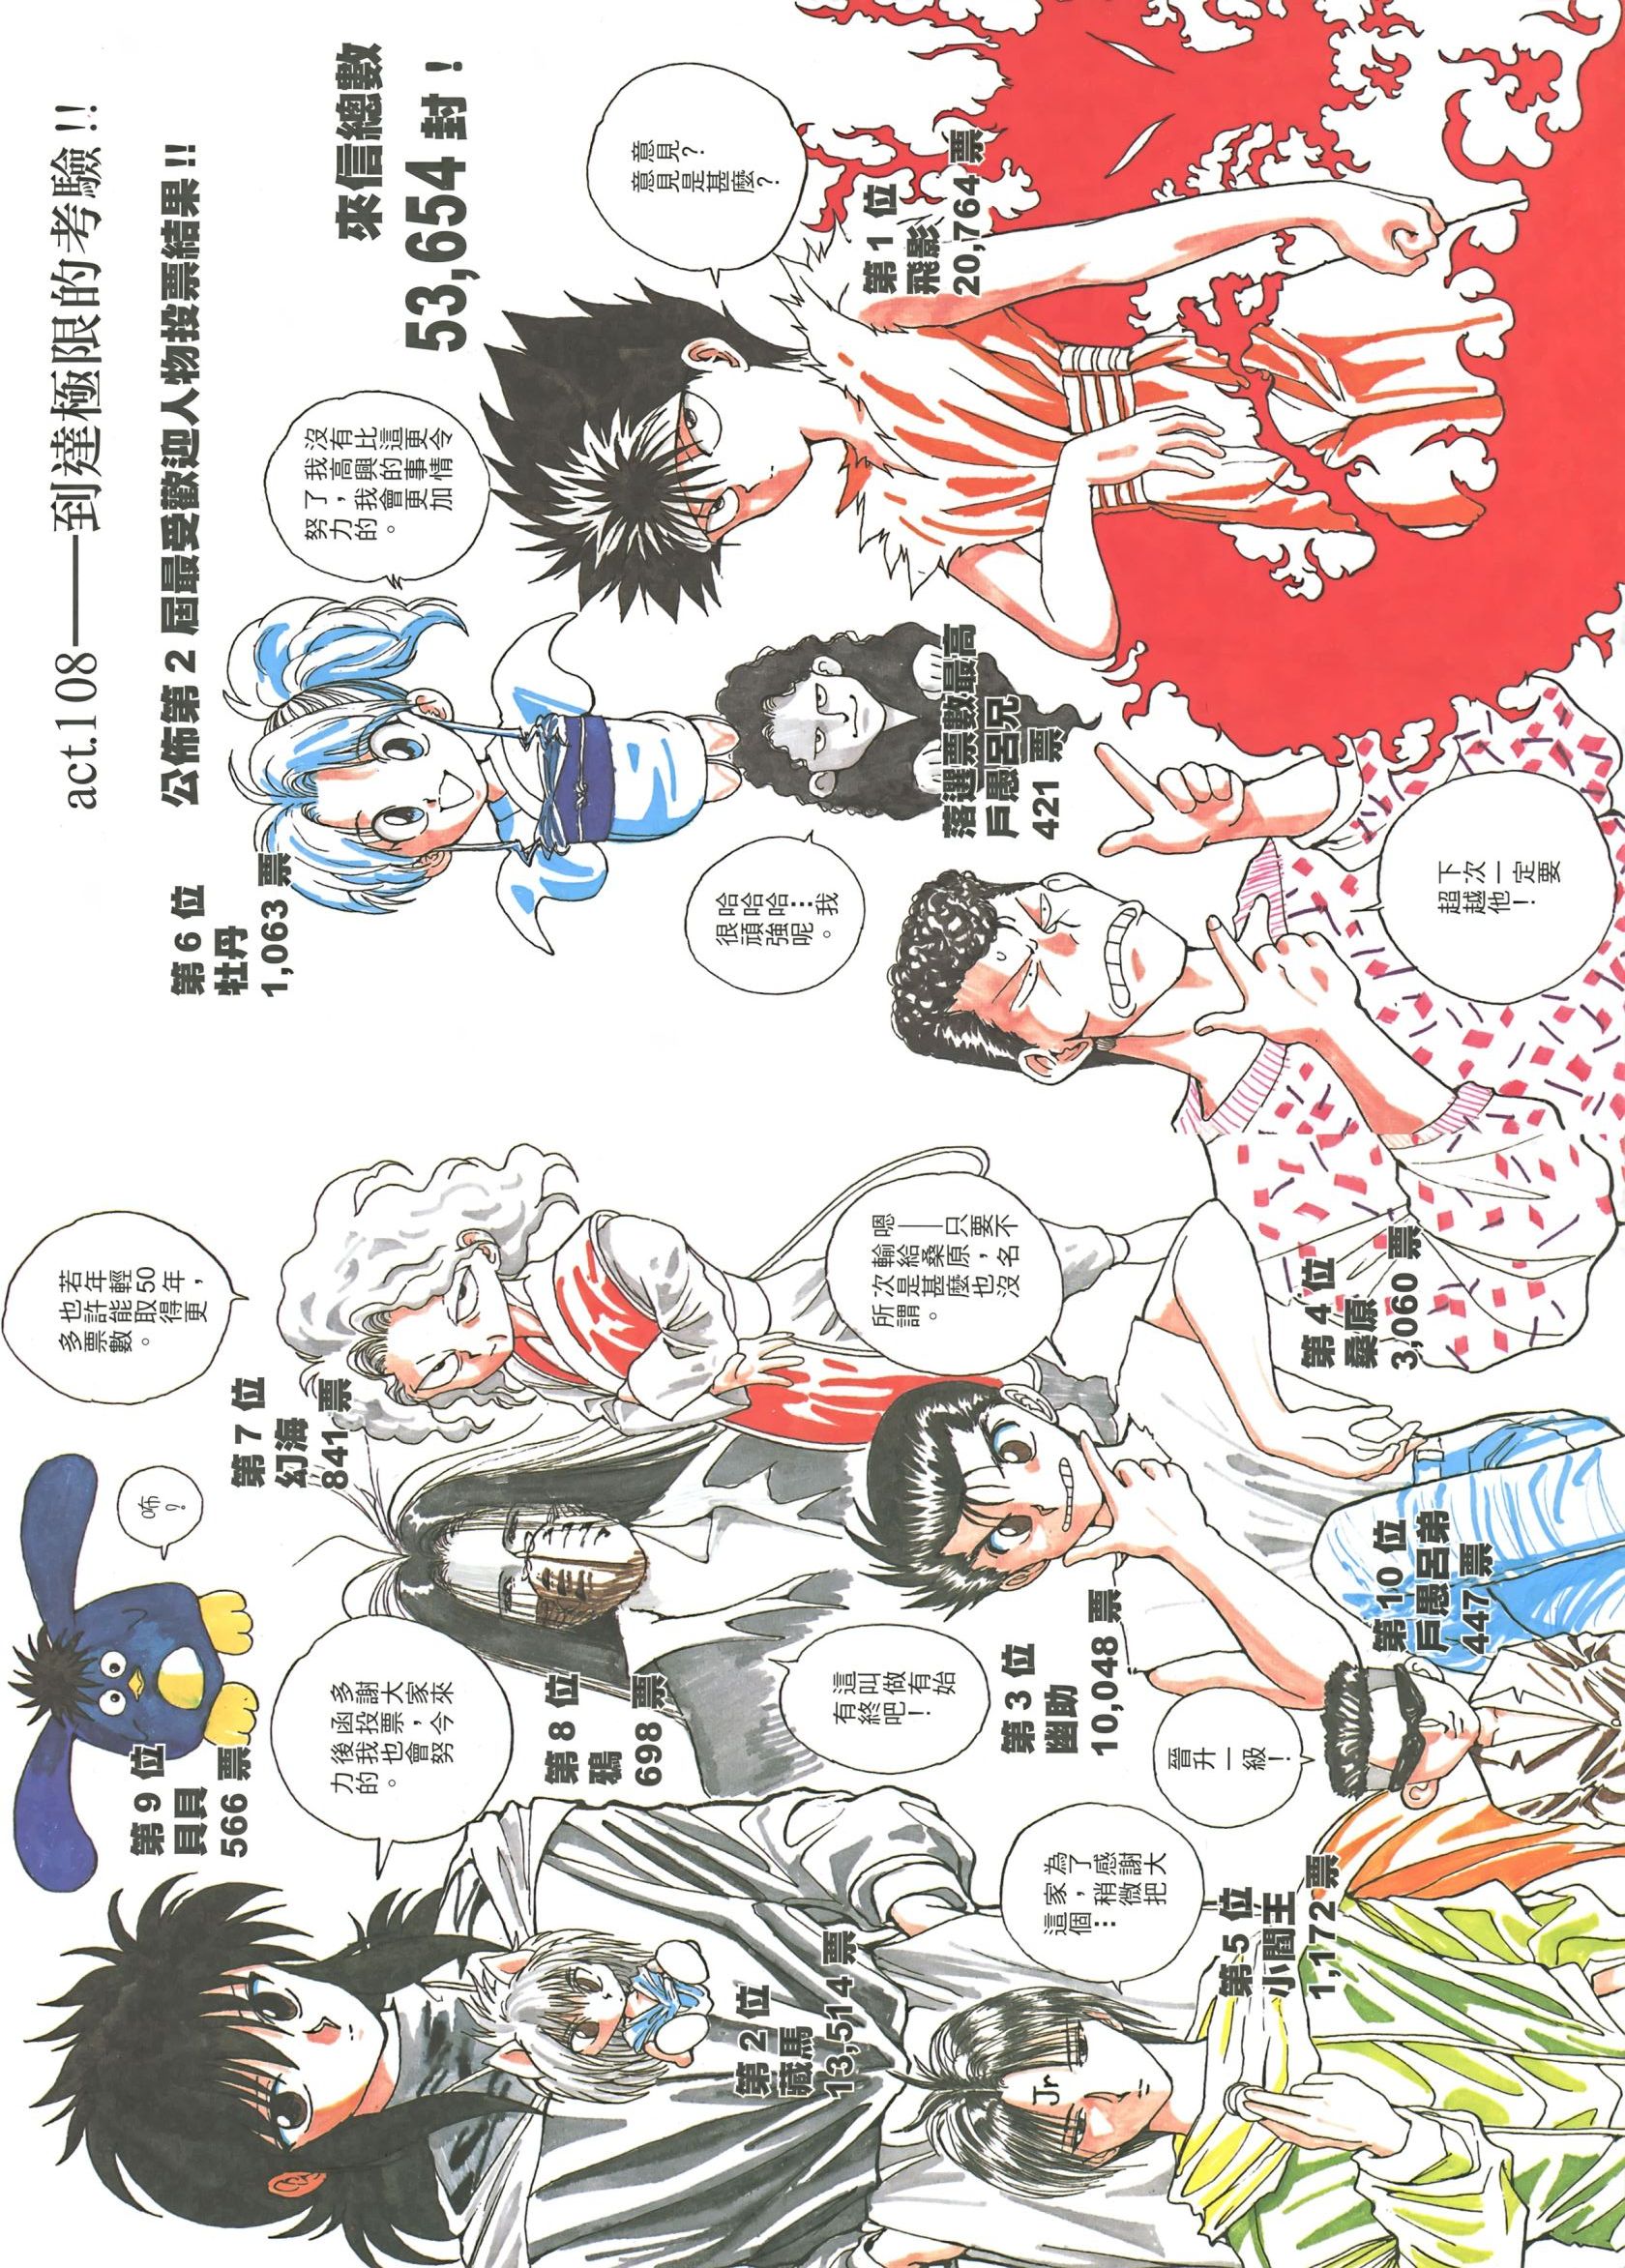 act.108——到達極限的考驗!!
公佈第2屆最受歡迎人物投票結果!!
來信總數
53,654封！
意見？
意見是甚麼？
第1位
飛影
20,764票
沒有比這更令
我高興的事情
了，我會更加
努力的。
第6位
牡丹
1,063票
哈哈哈…我
很頑強呢。
落選票數最高
戶愚呂兄
421票
下次一定要
超越他！
第4位
桑原
3,060票
若年輕50年，
也許能取得更
多票數。
第7位
幻海
841票
嗯——只要不
輸給桑原，名
次是甚麼也沒
所謂。
第3位
幽助
10,048票
咘？
第9位
貝貝
566票
第8位
鴉
698票
這叫做有始
有終吧！
第10位
戶愚呂弟
447票
晉升一級！
多謝大家來
函投票，今
後我也會努
力的。
第2位
藏馬
13,514票
為了感謝大
家，稍微把
這個…
第5位
小閻王
1,172票
Jr